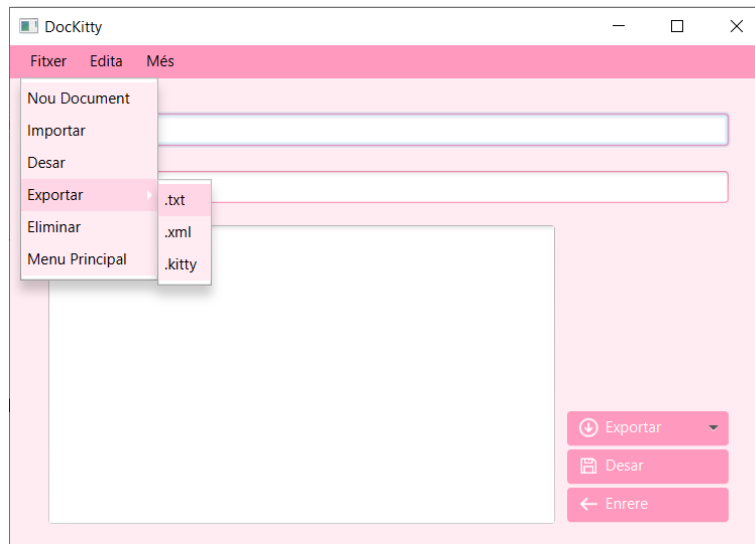 DocKitty
Fitxer Edita Més
Nou Document
Importar
Desar
Exportar
Eliminar
Menu Principal
.txt
.xml
.kitty
Exportar
Desar
Enrere